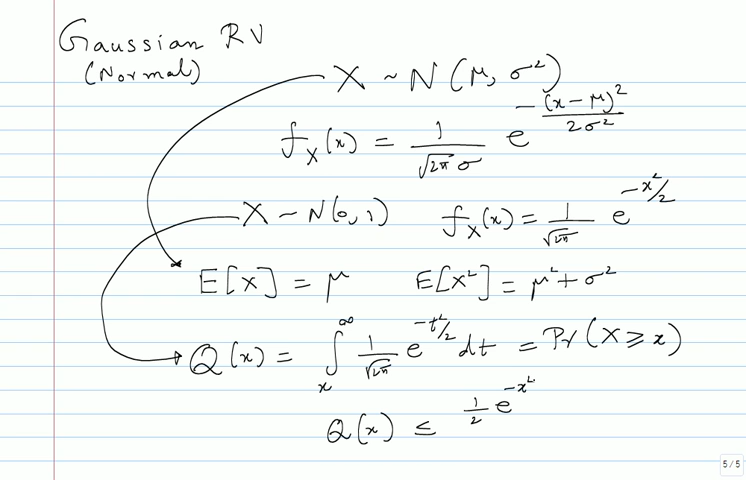 Gaussian RV
(Normal)
X ~ N(μ, σ²)
f_X(x) = 1/(√2π σ) e^(-(x-μ)²/2σ²)
X ~ N(0,1) f_X(x) = 1/√2π e^(-x²/2)
E[X] = μ E[X²] = μ² + σ²
Q(x) = ∫_x^∞ 1/√2π e^(-t²/2) dt = Pr(X ≥ x)
Q(x) ≤ 1/2 e^(-x²)
5/5